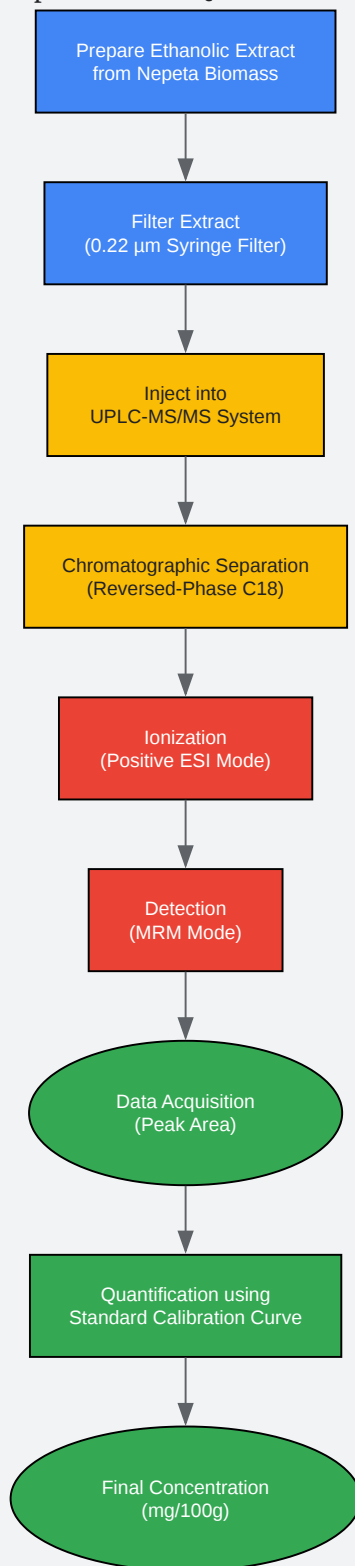 Prepare Ethanolic Extract
from Nepeta Biomass
Filter Extract
(0.22 µm Syringe Filter)
Inject into
UPLC-MS/MS System
Chromatographic Separation
(Reversed-Phase C18)
Ionization
(Positive ESI Mode)
Detection
(MRM Mode)
Data Acquisition
(Peak Area)
Quantification using
Standard Calibration Curve
Final Concentration
(mg/100g)